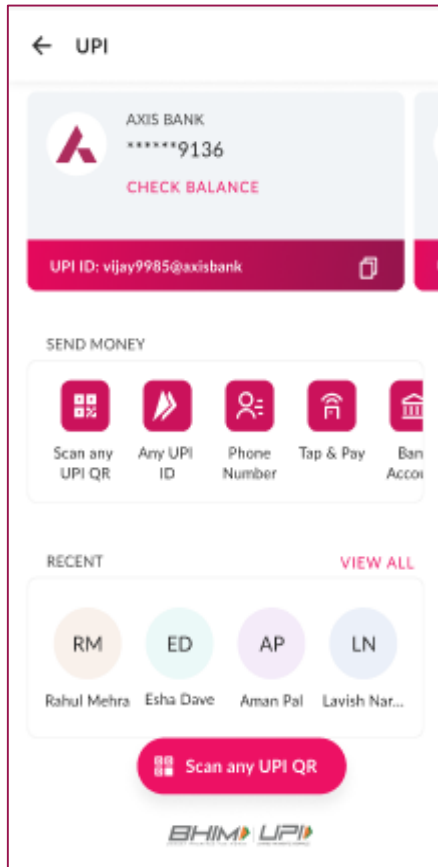 UPI
AXIS BANK
******9136
CHECK BALANCE
UPI ID: vijay9985@axisbank
SEND MONEY
Scan any
UPI QR
Any UPI
ID
Phone
Number
Tap & Pay
Ban
Accou
RECENT
VIEW ALL
RM
ED
AP
LN
Rahul Mehra
Esha Dave
Aman Pal
Lavish Nar...
Scan any UPI QR
BHIM UPI